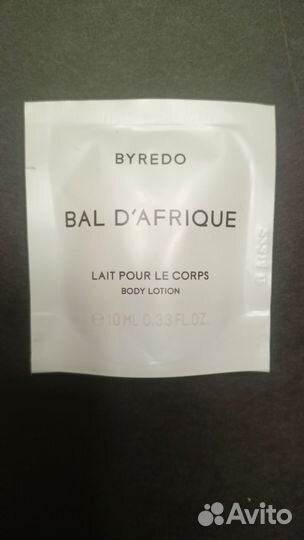 BYREDO
BAL D'AFRIQUE
LAIT POUR LE CORPS
BODY LOTION
℮ 10 ML 0.33 FL.OZ.
Avito